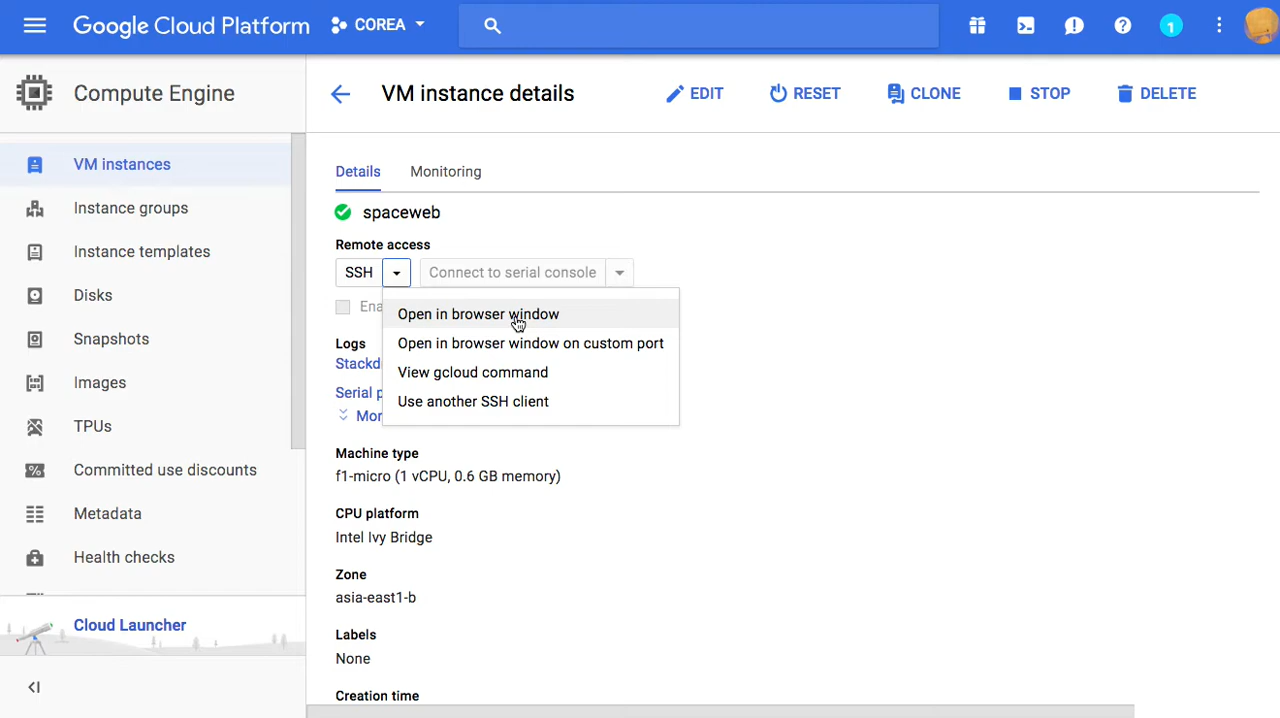 Google Cloud Platform
COREA
1
Compute Engine
VM instance details
EDIT
RESET
CLONE
STOP
DELETE
VM instances
Instance groups
Instance templates
Disks
Snapshots
Images
TPUs
Committed use discounts
Metadata
Health checks
Cloud Launcher
Details
Monitoring
spaceweb
Remote access
SSH
Connect to serial console
Ena
Open in browser window
Open in browser window on custom port
View gcloud command
Use another SSH client
Logs
Stackd
Serial p
Mor
Machine type
f1-micro (1 vCPU, 0.6 GB memory)
CPU platform
Intel Ivy Bridge
Zone
asia-east1-b
Labels
None
Creation time